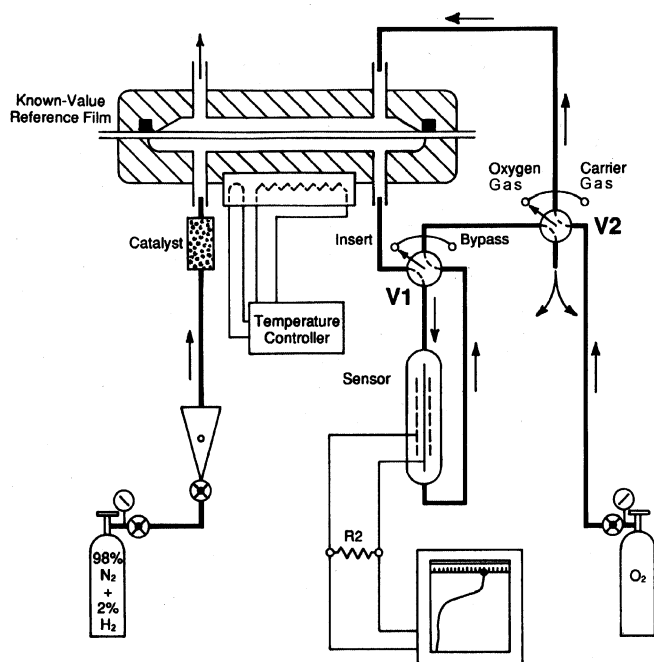 Known-Value
Reference Film
Oxygen
Gas
Carrier
Gas
V2
Catalyst
Insert
Bypass
V1
Temperature
Controller
Sensor
R2
98%
N₂
+
2%
H₂
O₂